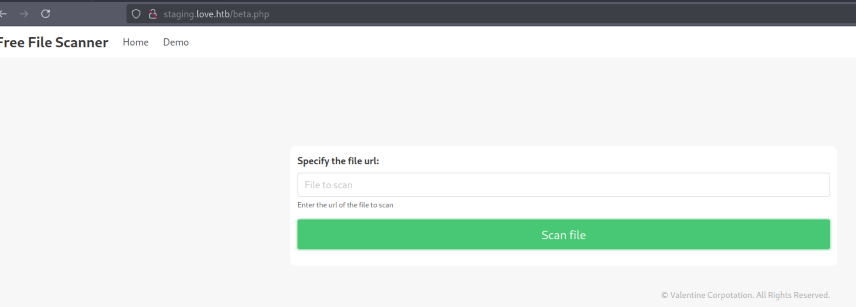 staging.love.htb/beta.php
Free File Scanner Home Demo
Specify the file url:
File to scan
Enter the url of the file to scan
Scan file
© Valentine Corpotation. All Rights Reserved.